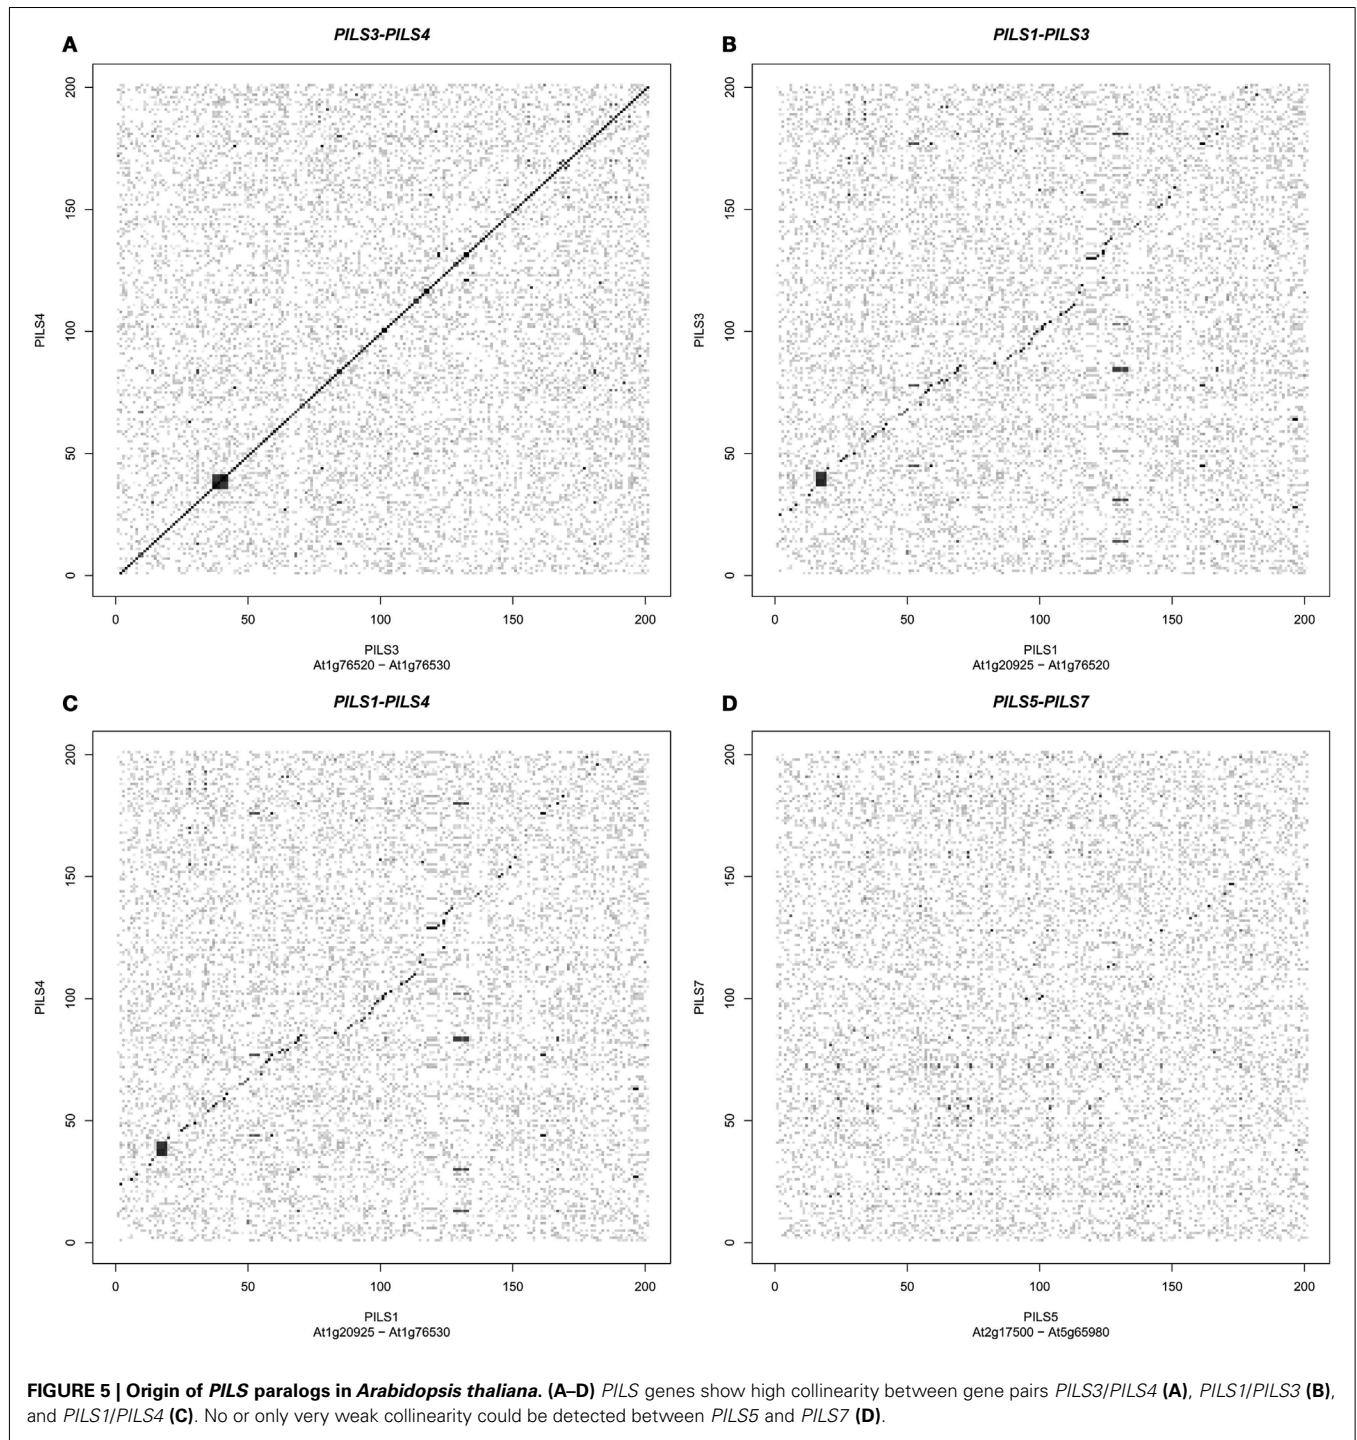 A
PILS3-PILS4
200
150
100
50
0
PILS4
0 50 100 150 200
PILS3
At1g76520 – At1g76530
B
PILS1-PILS3
200
150
100
50
0
PILS3
0 50 100 150 200
PILS1
At1g20925 – At1g76520
C
PILS1-PILS4
200
150
100
50
0
PILS4
0 50 100 150 200
PILS1
At1g20925 – At1g76530
D
PILS5-PILS7
200
150
100
50
0
PILS7
0 50 100 150 200
PILS5
At2g17500 – At5g65980
FIGURE 5 | Origin of PILS paralogs in Arabidopsis thaliana. (A–D) PILS genes show high collinearity between gene pairs PILS3/PILS4 (A), PILS1/PILS3 (B),
and PILS1/PILS4 (C). No or only very weak collinearity could be detected between PILS5 and PILS7 (D).